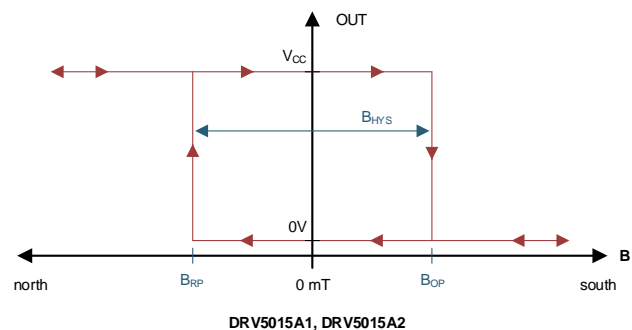 OUT
VCC
BHYS
0V
B
BRP
BOP
north
0 mT
south
DRV5015A1, DRV5015A2